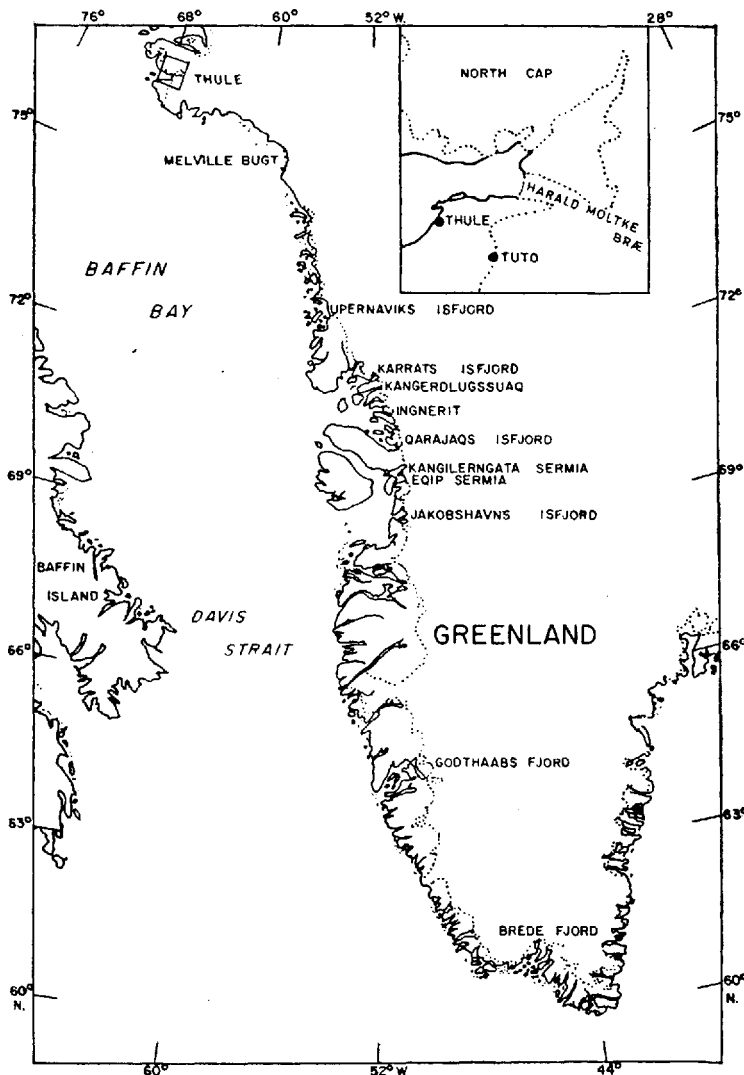 76° 68° 60° 52° W. 28°
THULE
NORTH CAP
75° 75°
MELVILLE BUGT
HARALD MOLTKE
BRÆ
THULE
TUTO
BAFFIN
BAY
72° 72°
UPERNAVIKS ISFJORD
KARRATS ISFJORD
KANGERDLUGSSUAQ
INGNERIT
QARAJAQS ISFJORD
69° KANGILERNGATA SERMIA 69°
EQIP SERMIA
JAKOBSHAVNS ISFJORD
BAFFIN
ISLAND
DAVIS
STRAIT
GREENLAND
66° 66°
GODTHAABS FJORD
63° 63°
BREDE FJORD
60° 60°
N. N.
60° 52° W 44°